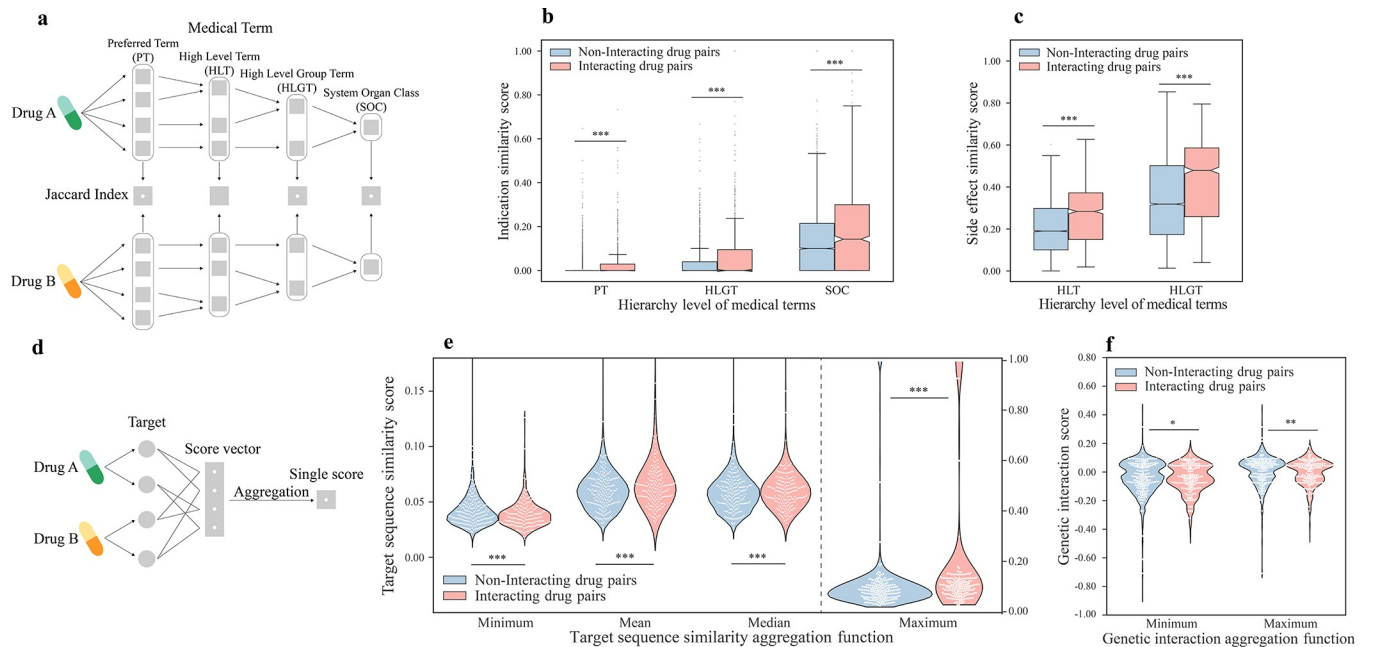 a
Medical Term
Preferred Term
(PT)
High Level Term
(HLT)
High Level Group Term
(HLGT)
System Organ Class
(SOC)
Drug A
Jaccard Index
Drug B
b
Indication similarity score
1.00
0.80
0.60
0.40
0.20
0.00
Non-Interacting drug pairs
Interacting drug pairs
***
***
***
PT
HLGT
SOC
Hierarchy level of medical terms
c
Side effect similarity score
1.00
0.80
0.60
0.40
0.20
0.00
Non-Interacting drug pairs
Interacting drug pairs
***
***
HLT
HLGT
Hierarchy level of medical terms
d
Target
Drug A
Score vector
Single score
Aggregation
Drug B
e
Target sequence similarity score
0.15
0.10
0.05
0.00
***
***
***
***
Non-Interacting drug pairs
Interacting drug pairs
1.00
0.80
0.60
0.40
0.20
0.00
Minimum
Mean
Median
Maximum
Target sequence similarity aggregation function
f
Genetic interaction score
0.80
0.60
0.40
0.20
0.00
-0.20
-0.40
-0.60
-0.80
-1.00
Non-Interacting drug pairs
Interacting drug pairs
*
**
Minimum
Maximum
Genetic interaction aggregation function